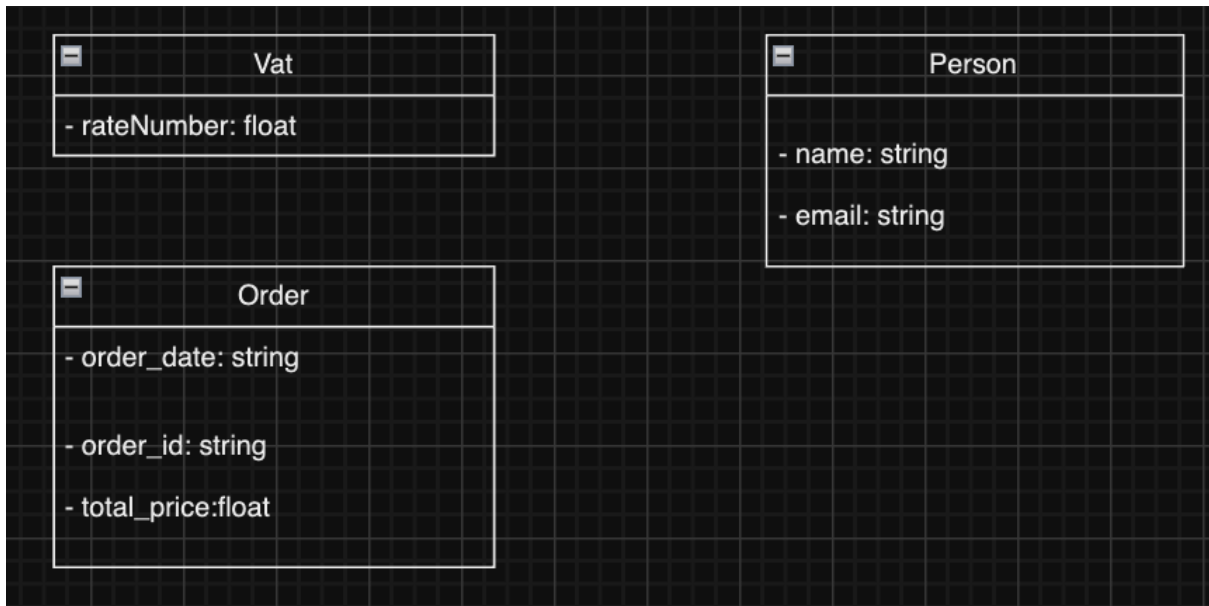 Vat
- rateNumber: float
Person
- name: string
- email: string
Order
- order_date: string
- order_id: string
- total_price:float